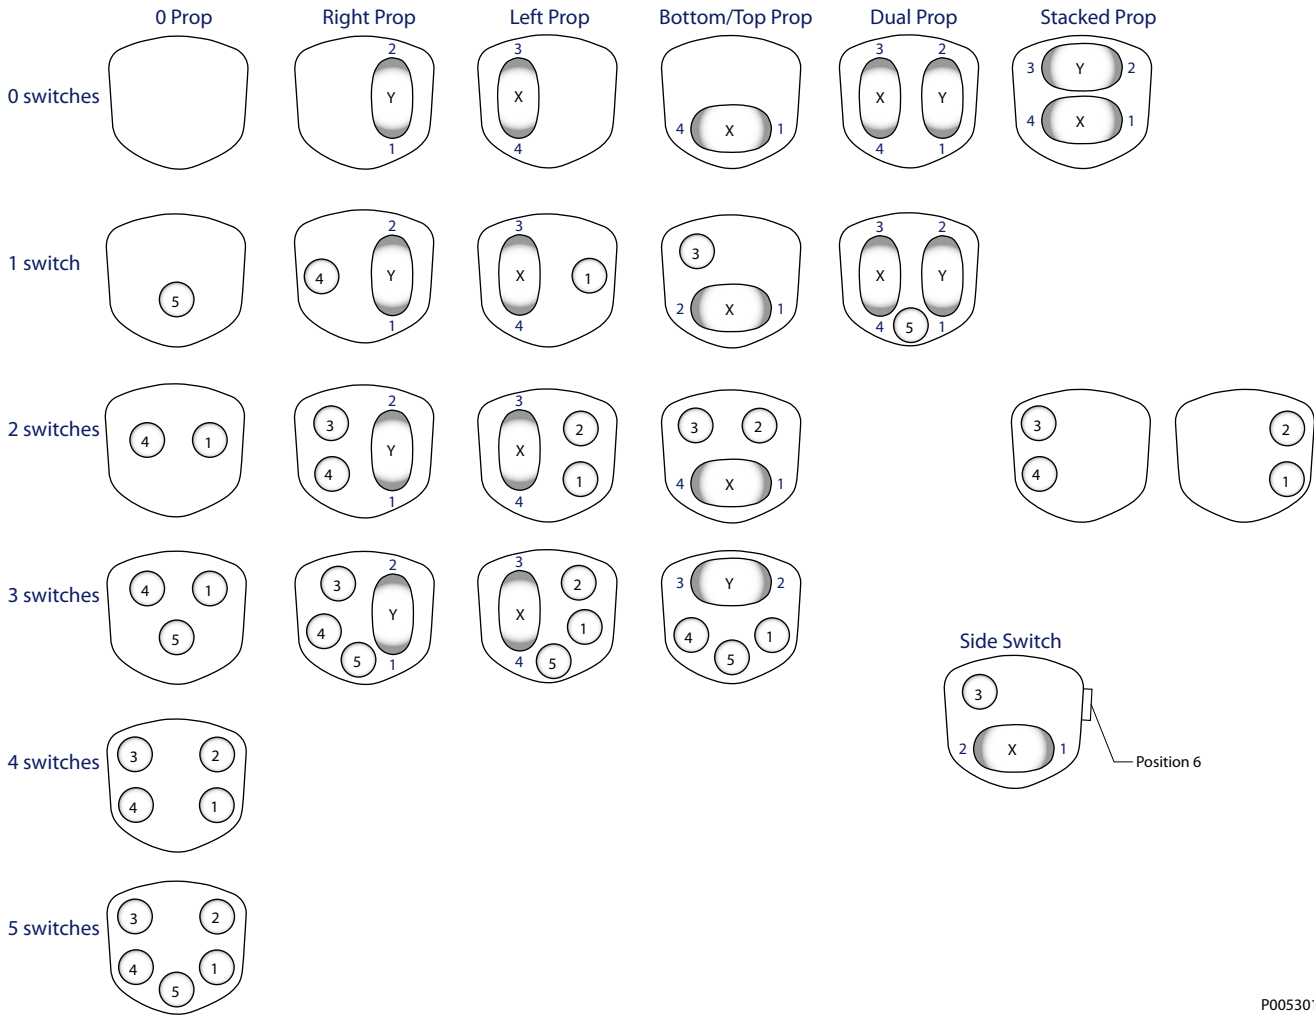 0 Prop Right Prop Left Prop Bottom/Top Prop Dual Prop Stacked Prop
2 3 3 2
3 Y 2
0 switches Y X X Y
4 X 1 4 X 1
1 4 4 1
2 3 3 2
3
1 switch 4 Y X 1 X Y
5 2 X 1
1 4 4 5 1
2 3
3 2 3 2 3 2
2 switches 4 1 Y X
4 1 4 X 1 4 1
1 4
2 3
4 1 3 2 3 Y 2
3 switches Y X
5 4 1 4 1
5 1 4 5 5
Side Switch
3
3 2
4 switches 2 X 1
Position 6
4 1
3 2
5 switches
4 1
5
P005301